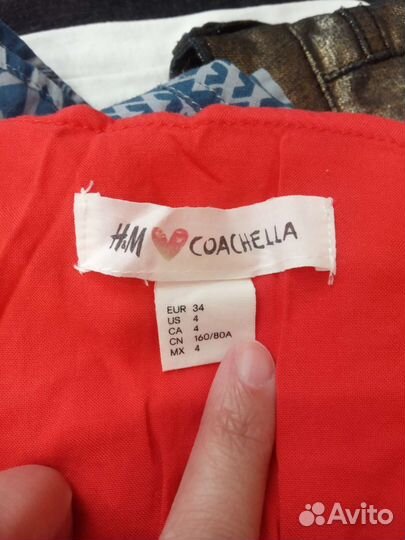 H&M COACHELLA
EUR 34
US 4
CA 4
CN 160/80A
MX 4
Avito